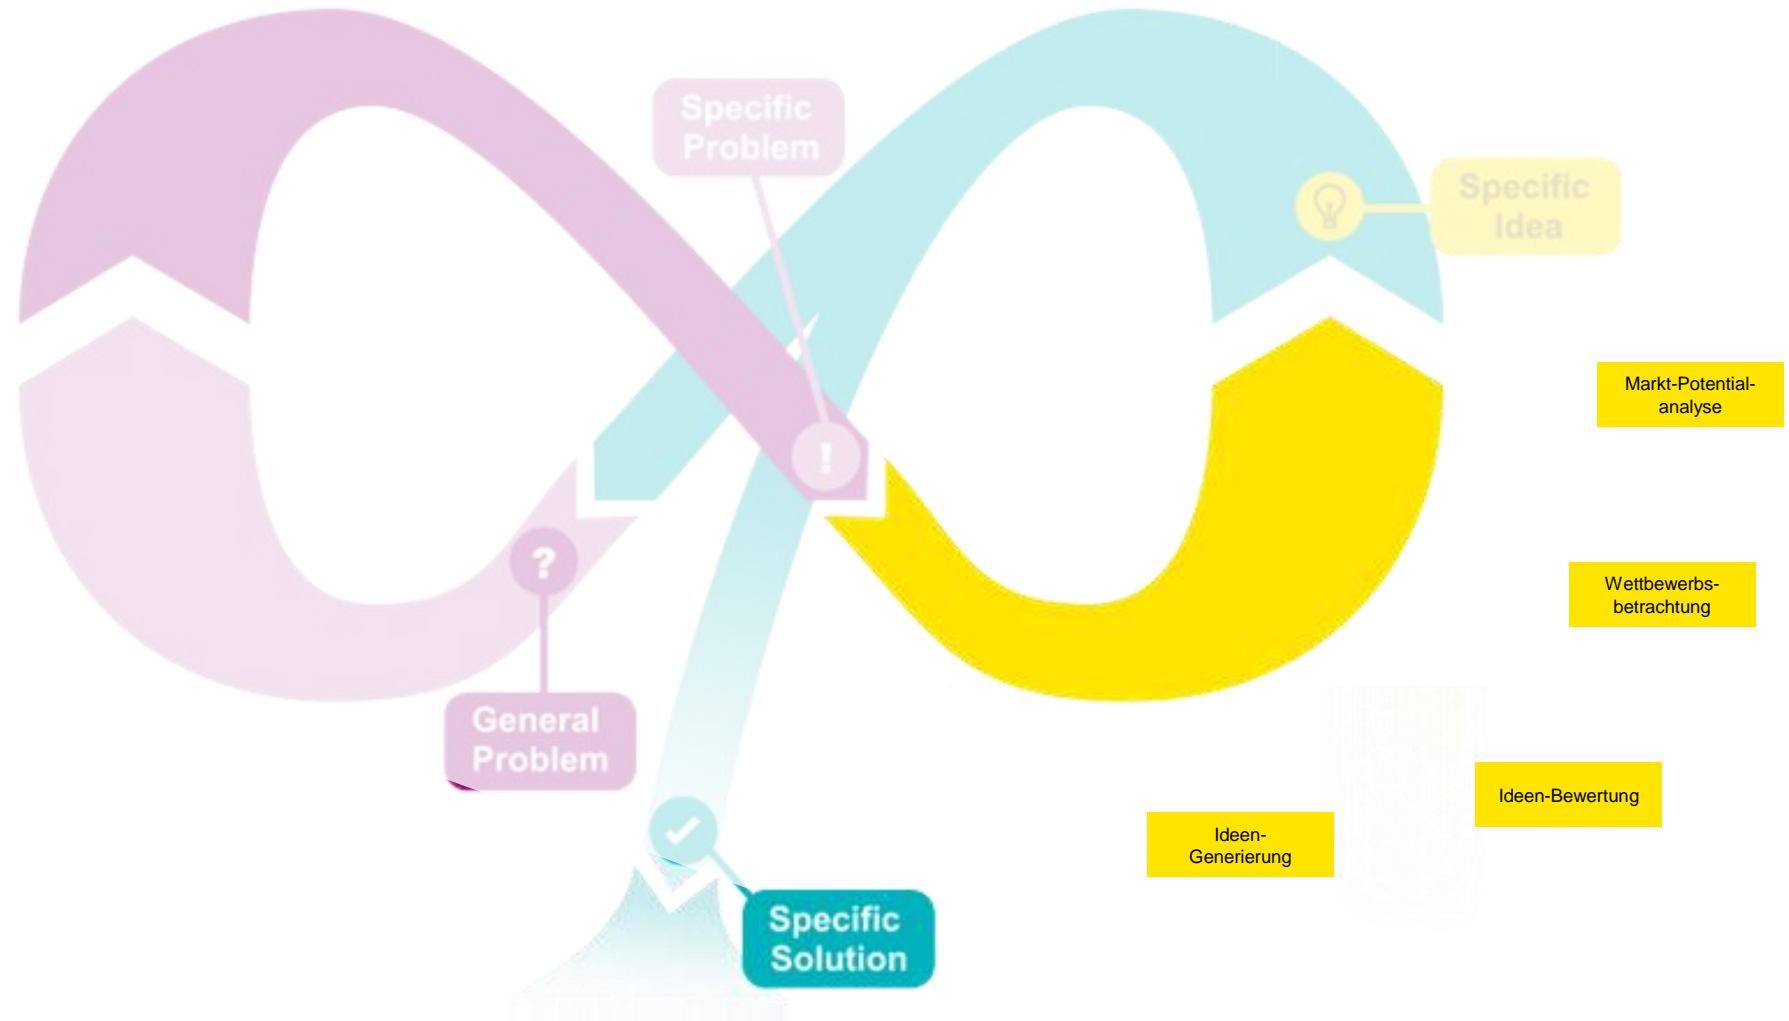 Specific
Problem
Specific
Idea
Markt-Potential-
analyse
!
Wettbewerbs-
betrachtung
?
General
Problem
Ideen-Bewertung
Ideen-
Generierung
Specific
Solution